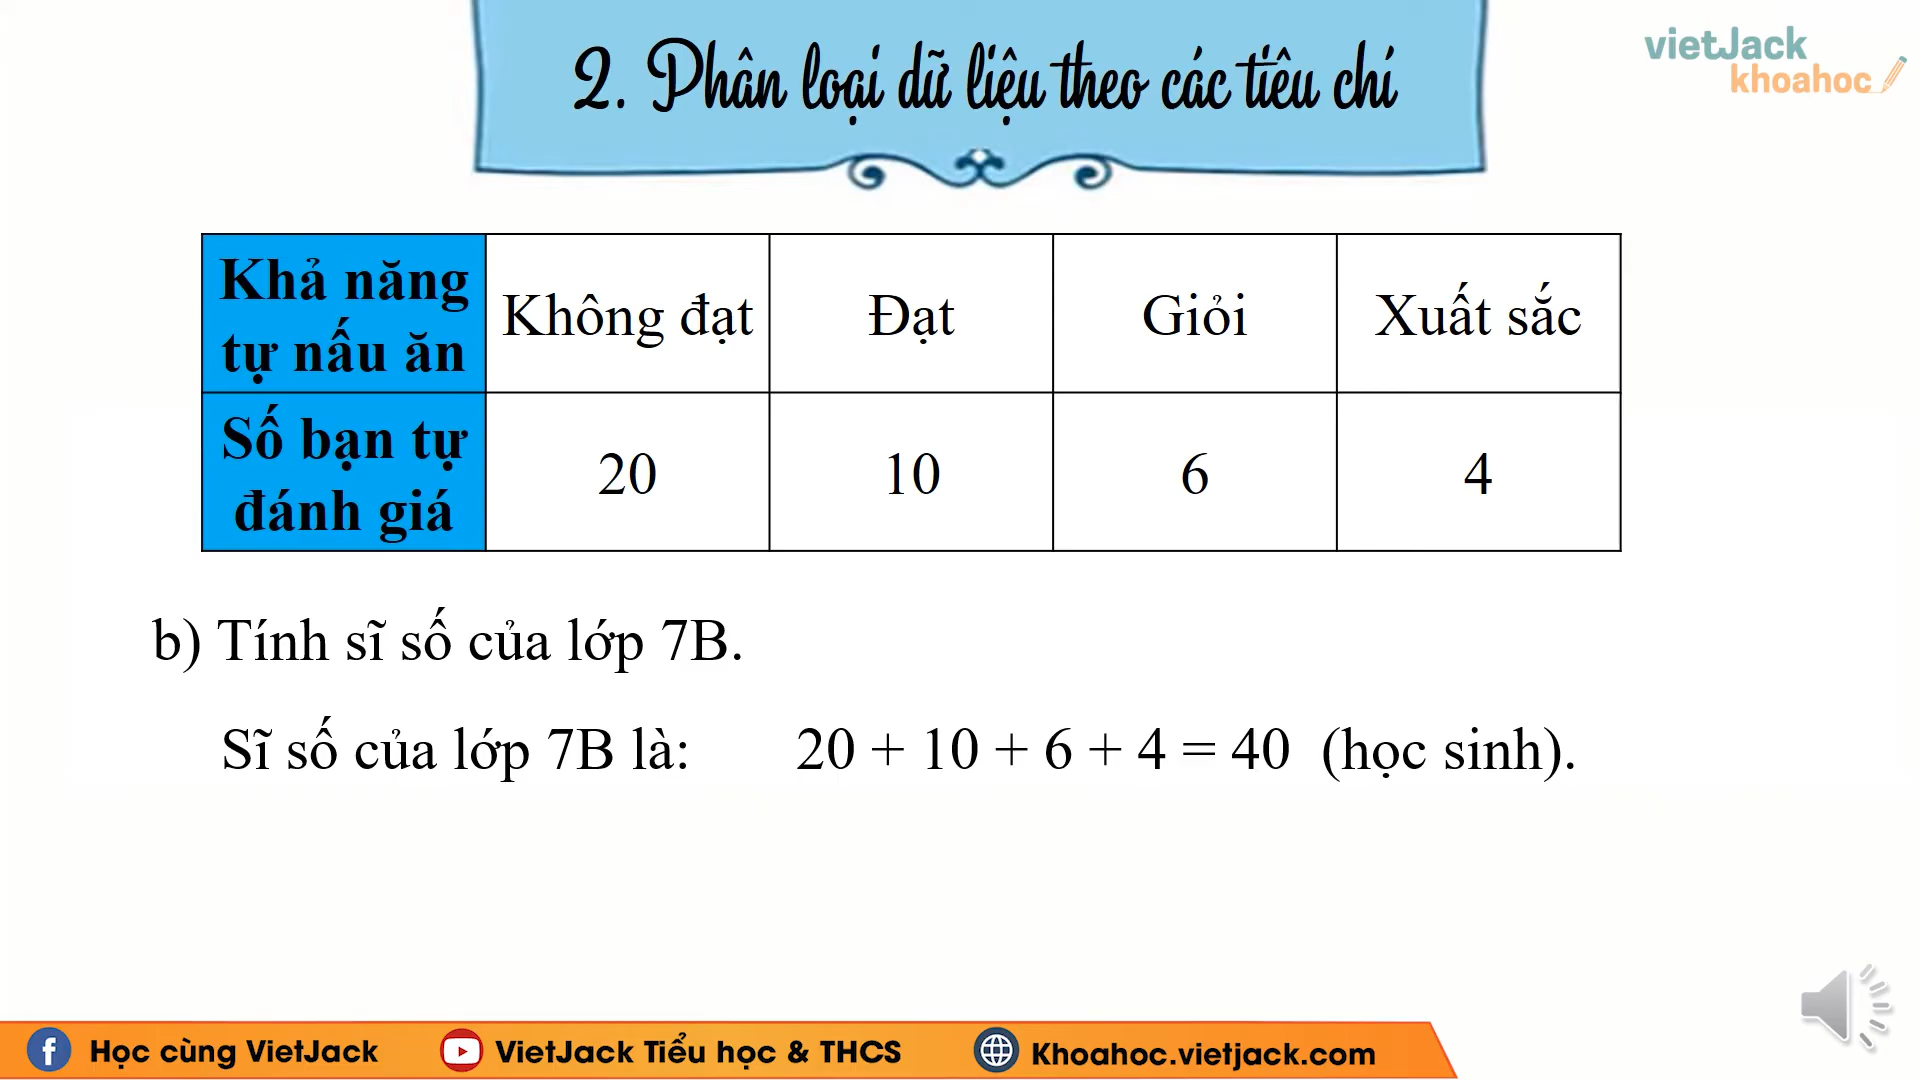 2. Phân loại dữ liệu theo các tiêu chí
vietJack
khoahoc
Khả năng
tự nấu ăn
Không đạt
Đạt
Giỏi
Xuất sắc
Số bạn tự
đánh giá
20
10
6
4
b) Tính sĩ số của lớp 7B.
Sĩ số của lớp 7B là: 20 + 10 + 6 + 4 = 40 (học sinh).
Học cùng VietJack
VietJack Tiểu học & THCS
Khoahoc.vietjack.com